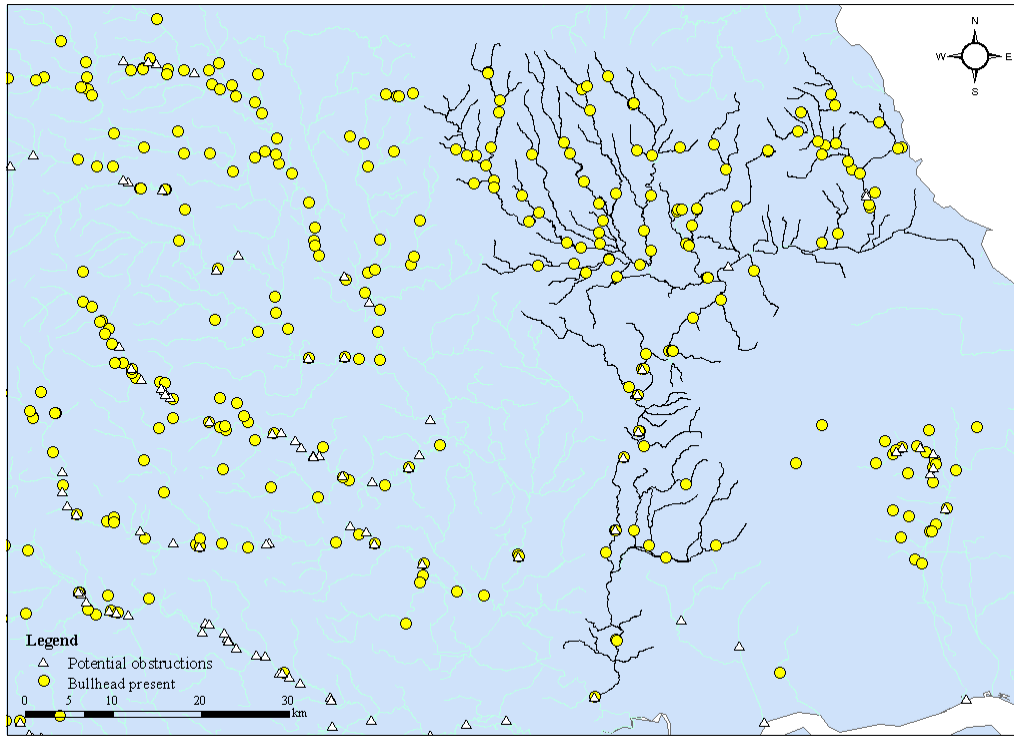 N
W E
S
Legend
Potential obstructions
Bullhead present
0 5 10 20 30
km